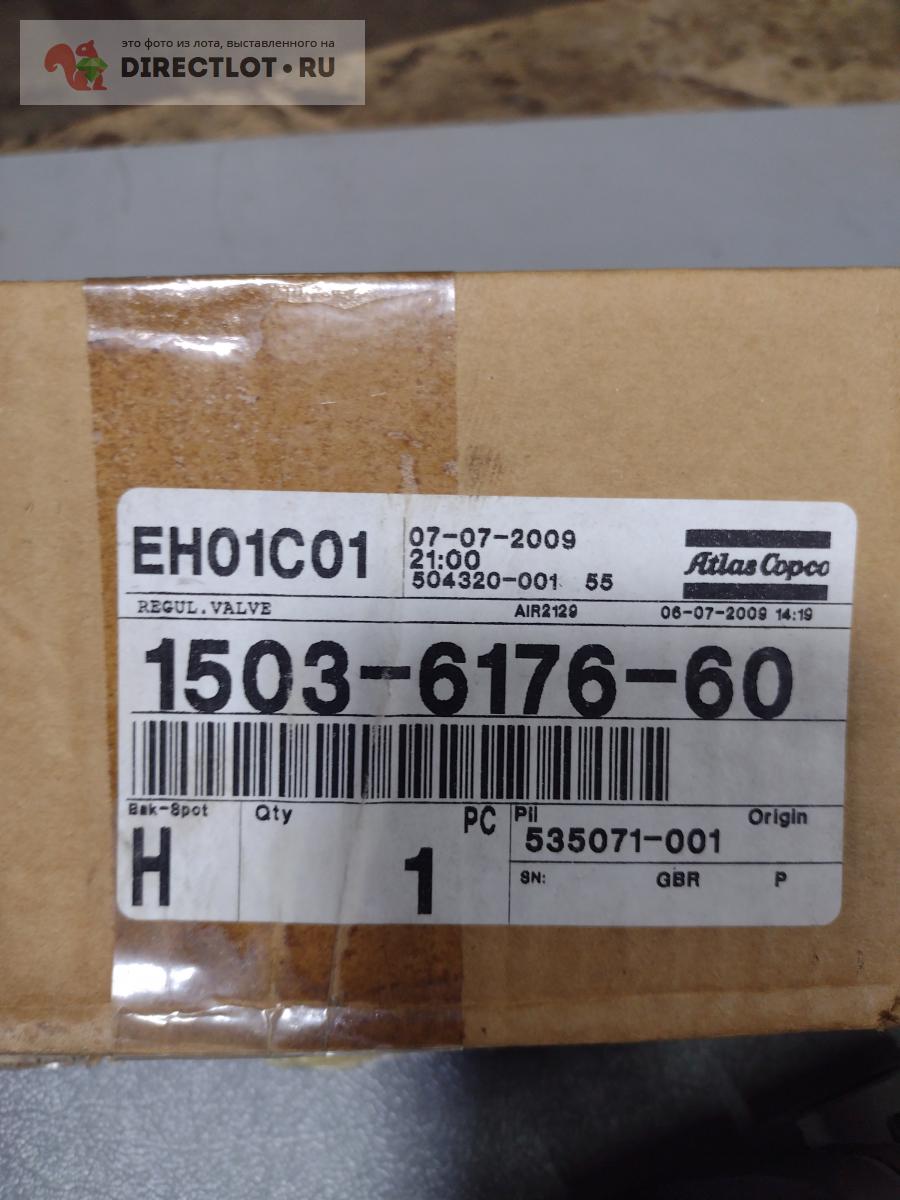 это фото из лота, выставленного на
DIRECTLOT•RU
EH01C01
07-07-2009
21:00
504320-001 55
Atlas Copco
REGUL.VALVE AIR2129 06-07-2009 14:19
1503-6176-60
Bak-Spot Qty PC Pil Origin
535071-001
H 1
SN: GBR P